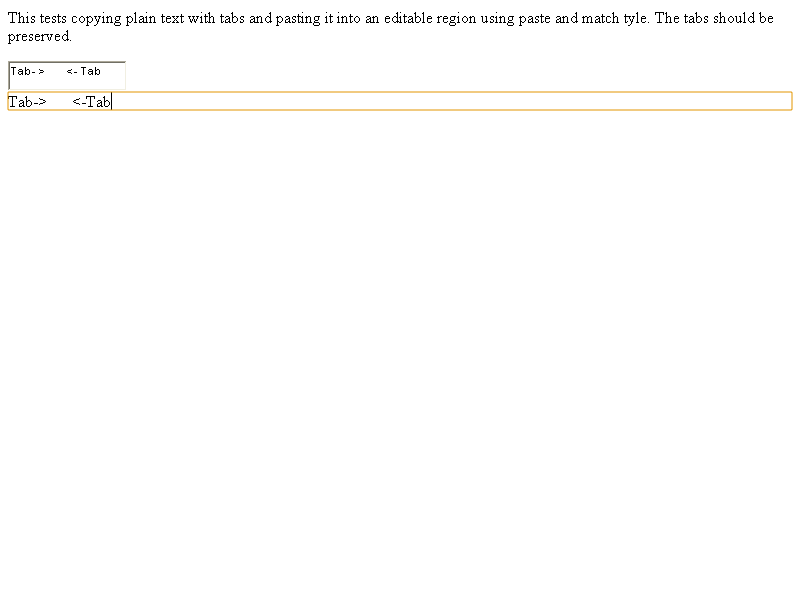 This tests copying plain text with tabs and pasting it into an editable region using paste and match tyle. The tabs should be
preserved.
Tab->	<-Tab
Tab->	<-Tab